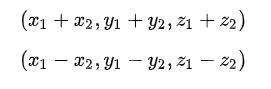 (x₁ + x₂, y₁ + y₂, z₁ + z₂)
(x₁ − x₂, y₁ − y₂, z₁ − z₂)